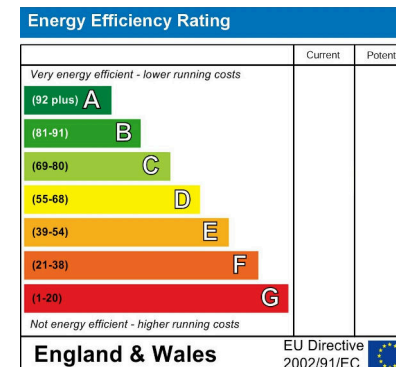 Energy Efficiency Rating
Current Potent
Very energy efficient - lower running costs
(92 plus) A
(81-91) B
(69-80) C
(55-68) D
(39-54) E
(21-38) F
(1-20) G
Not energy efficient - higher running costs
England & Wales
EU Directive
2002/91/EC